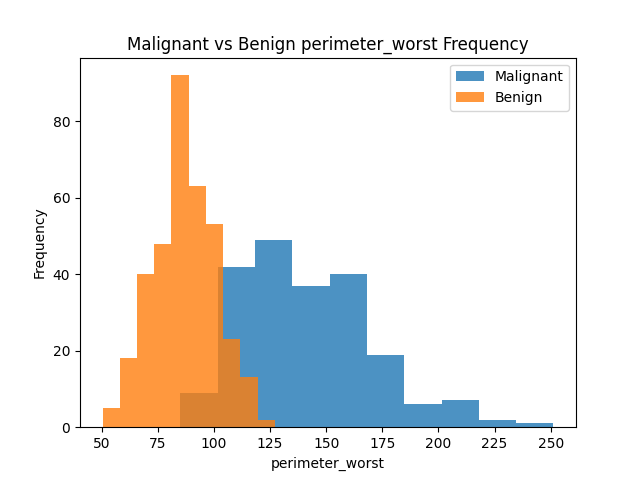 Malignant vs Benign perimeter_worst Frequency
Malignant
Benign
Frequency
80
60
40
20
0
50
75
100
125
150
175
200
225
250
perimeter_worst